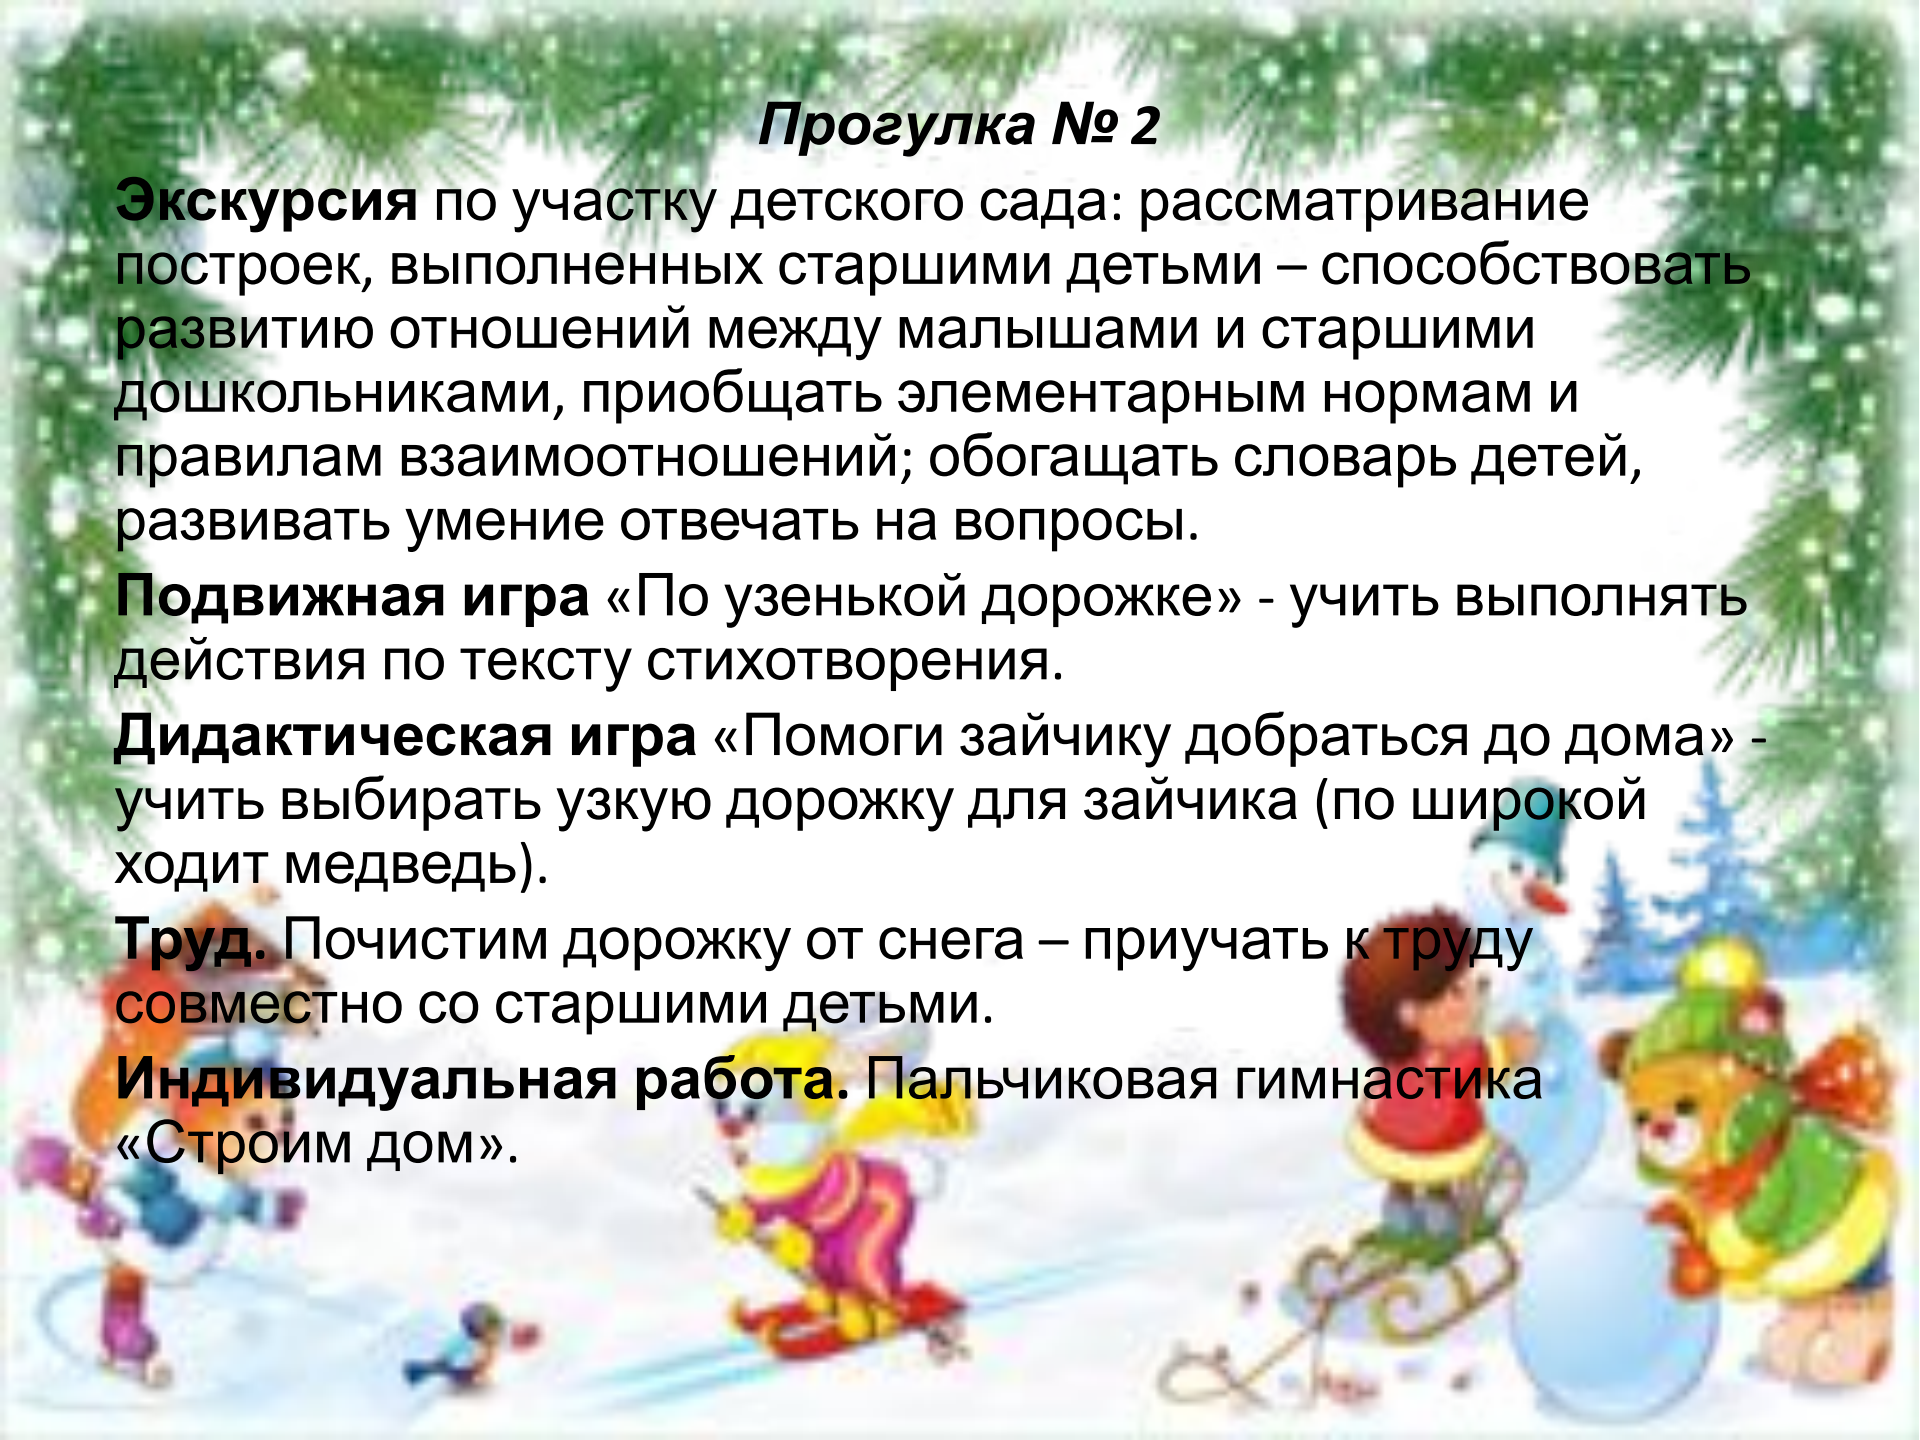 Прогулка № 2
Экскурсия по участку детского сада: рассматривание
построек, выполненных старшими детьми – способствовать
развитию отношений между малышами и старшими
дошкольниками, приобщать элементарным нормам и
правилам взаимоотношений; обогащать словарь детей,
развивать умение отвечать на вопросы.
Подвижная игра «По узенькой дорожке» - учить выполнять
действия по тексту стихотворения.
Дидактическая игра «Помоги зайчику добраться до дома» -
учить выбирать узкую дорожку для зайчика (по широкой
ходит медведь).
Труд. Почистим дорожку от снега – приучать к труду
совместно со старшими детьми.
Индивидуальная работа. Пальчиковая гимнастика
«Строим дом».